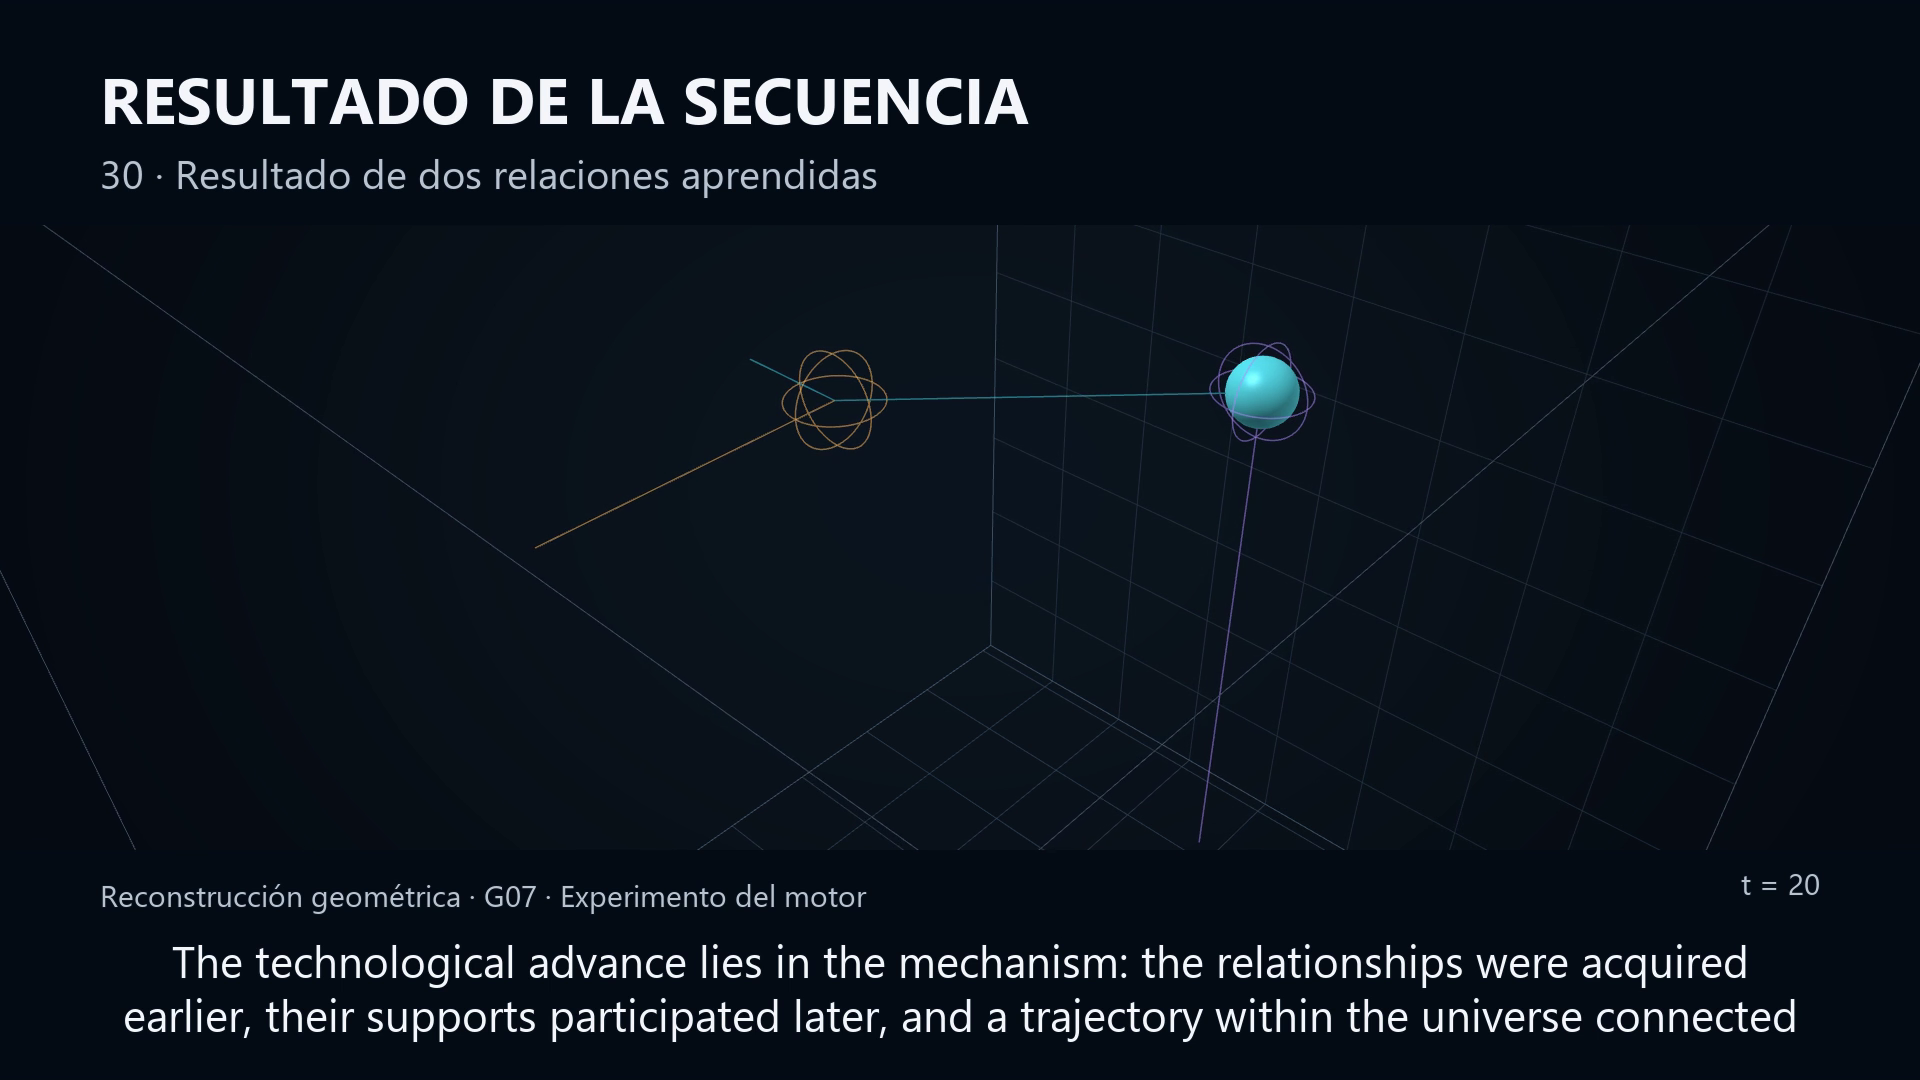 RESULTADO DE LA SECUENCIA
30 · Resultado de dos relaciones aprendidas
Reconstrucción geométrica · G07 · Experimento del motor
t = 20
The technological advance lies in the mechanism: the relationships were acquired
earlier, their supports participated later, and a trajectory within the universe connected